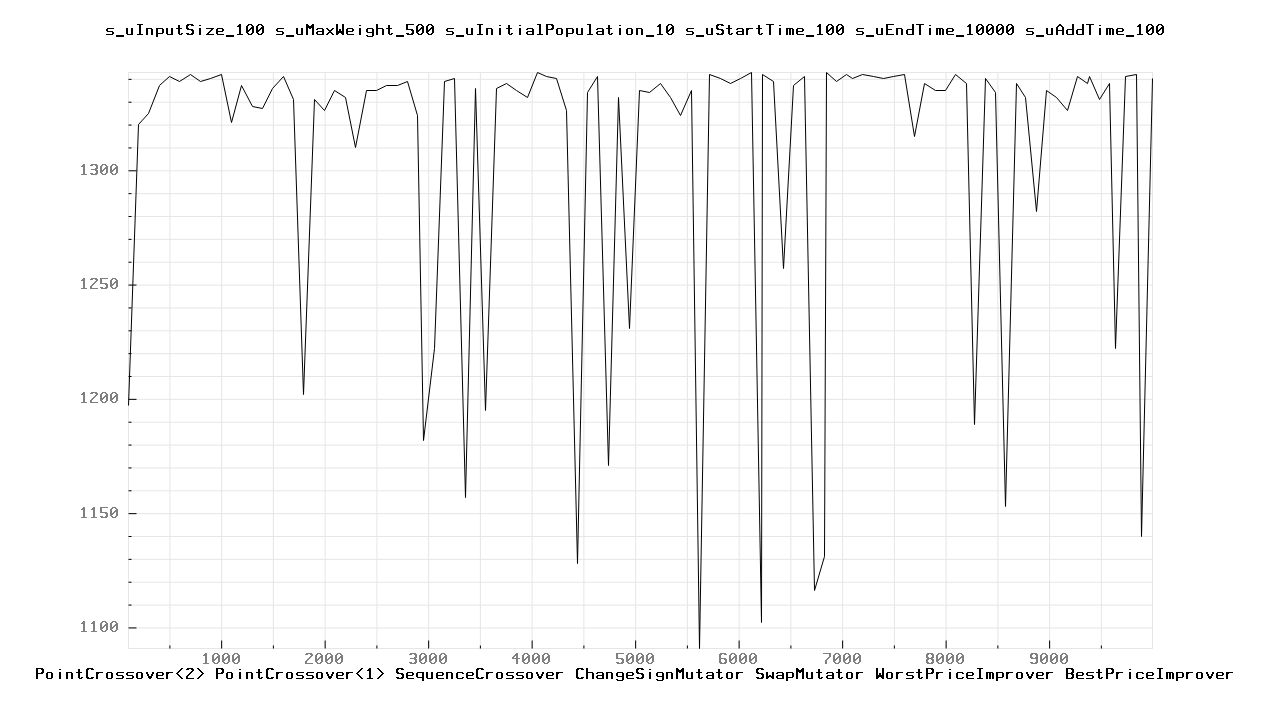 s_uInputSize_100 s_uMaxWeight_500 s_uInitialPopulation_10 s_uStartTime_100 s_uEndTime_10000 s_uAddTime_100
1300
1250
1200
1150
1100
1000 2000 3000 4000 5000 6000 7000 8000 9000
PointCrossover<2> PointCrossover<1> SequenceCrossover ChangeSignMutator SwapMutator WorstPriceImprover BestPriceImprover